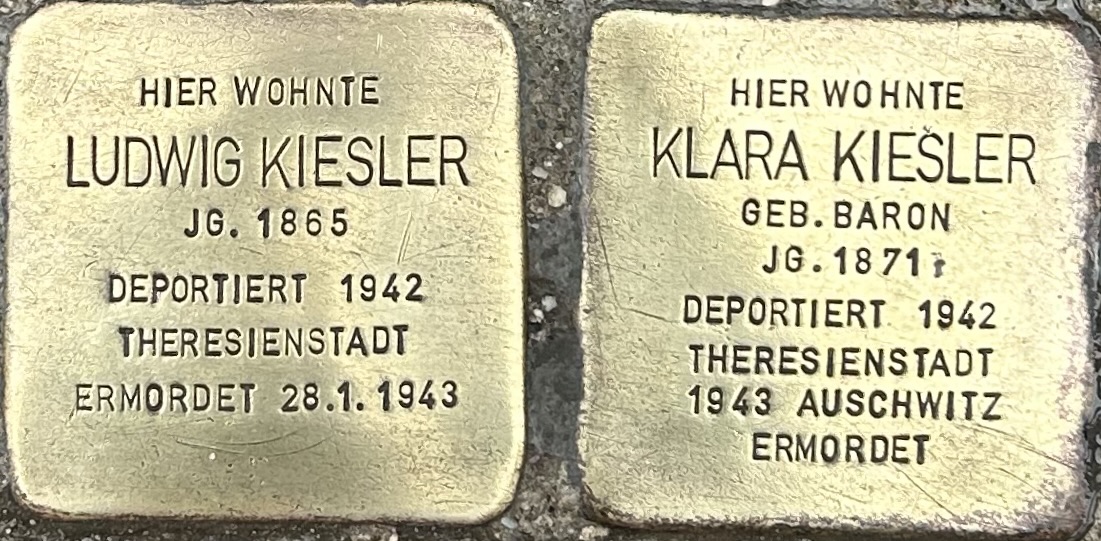 HIER WOHNTE
LUDWIG KIESLER
JG. 1865
DEPORTIERT 1942
THERESIENSTADT
ERMORDET 28.1.1943
HIER WOHNTE
KLARA KIESLER
GEB. BARON
JG. 1871
DEPORTIERT 1942
THERESIENSTADT
1943 AUSCHWITZ
ERMORDET